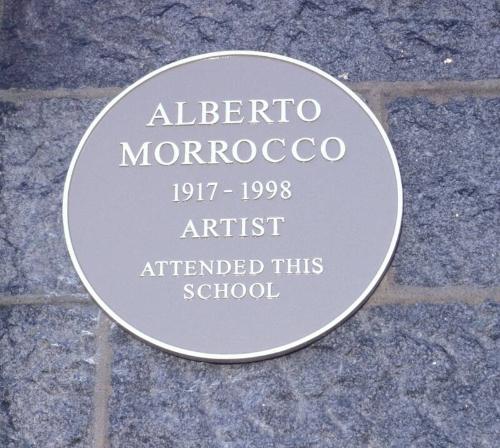 ALBERTO
MORROCCO
1917 - 1998
ARTIST
ATTENDED THIS
SCHOOL